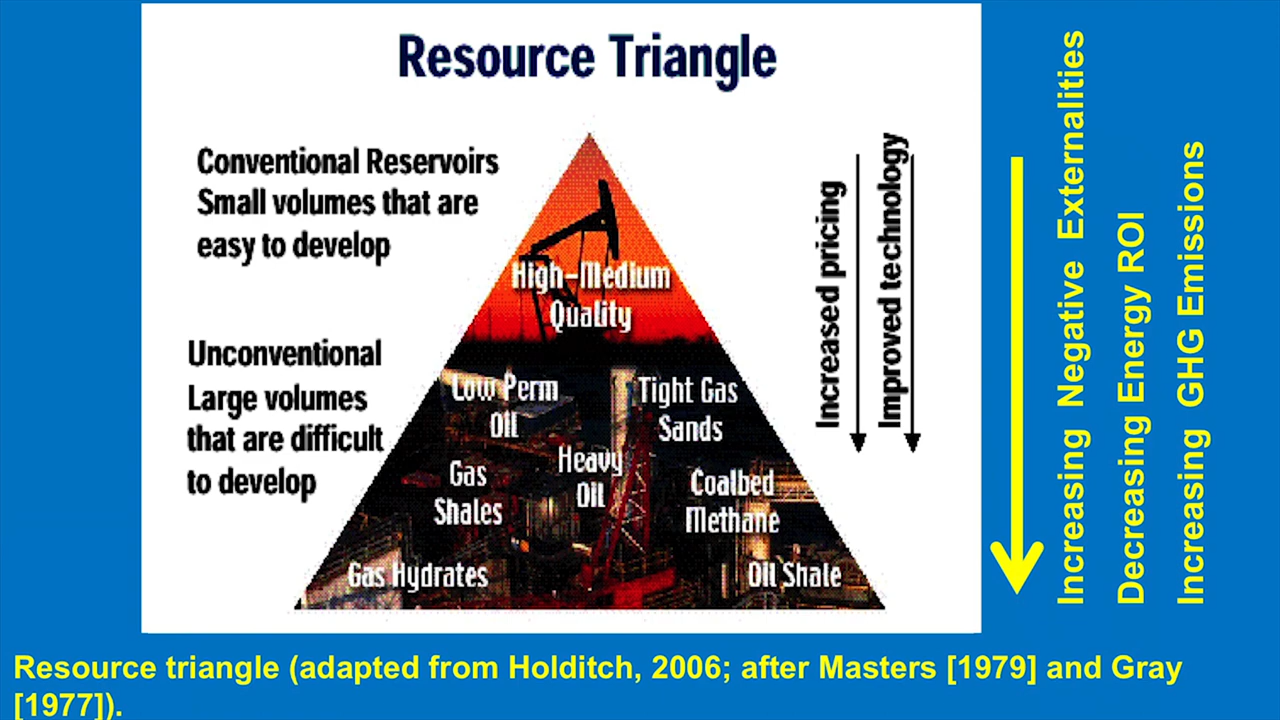 Resource Triangle
Conventional Reservoirs
Small volumes that are
easy to develop
Unconventional
Large volumes
that are difficult
to develop
High-Medium
Quality
Low Perm
Oil
Tight Gas
Sands
Gas
Shales
Heavy
Oil
Coalbed
Methane
Gas Hydrates
Oil Shale
Increased pricing
Improved technology
Increasing Negative Externalities
Decreasing Energy ROI
Increasing GHG Emissions
Resource triangle (adapted from Holditch, 2006; after Masters [1979] and Gray
[1977]).